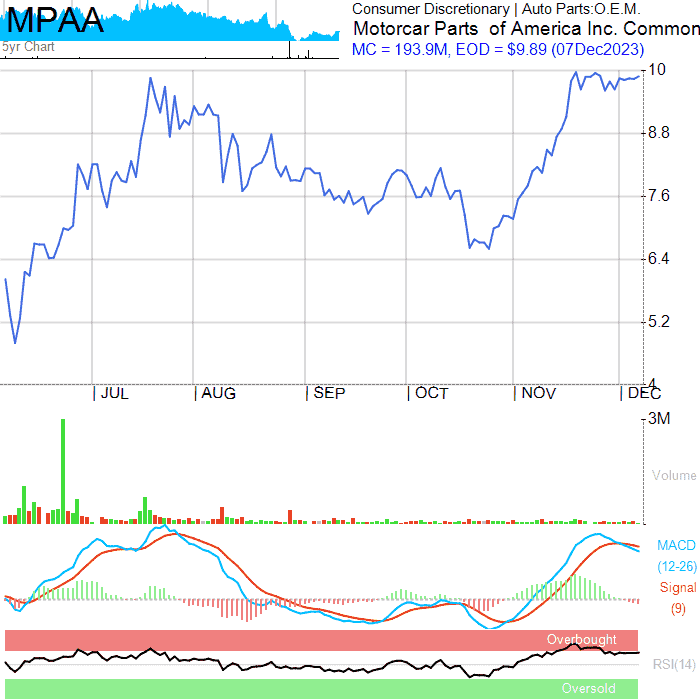 MPAA
5yr Chart
Consumer Discretionary | Auto Parts:O.E.M.
Motorcar Parts of America Inc. Common
MC = 193.9M, EOD = $9.89 (07Dec2023)
10
8.8
7.6
6.4
5.2
4
JUL AUG SEP OCT NOV DEC
3M
Volume
MACD
(12-26)
Signal
(9)
Overbought
RSI(14)
Oversold